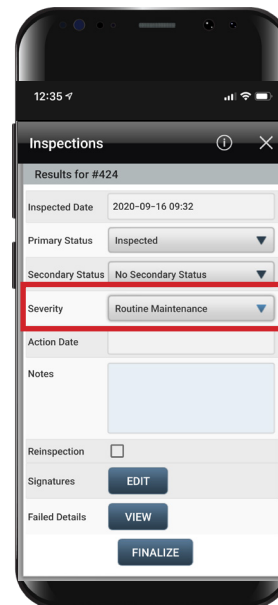 12:35
Inspections
Results for #424
Inspected Date 2020-09-16 09:32
Primary Status Inspected
Secondary Status No Secondary Status
Severity Routine Maintenance
Action Date
Notes
Reinspection
Signatures EDIT
Failed Details VIEW
FINALIZE